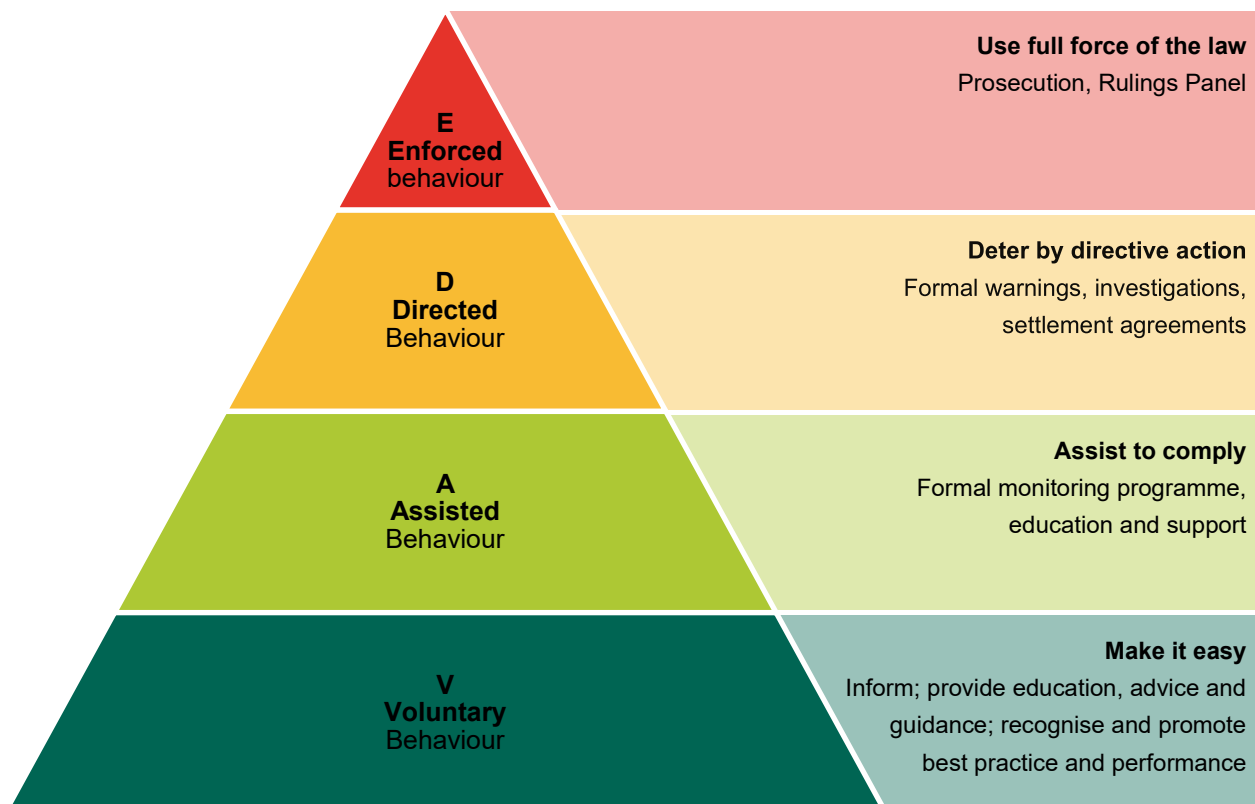 Use full force of the law
Prosecution, Rulings Panel
E
Enforced
behaviour
Deter by directive action
Formal warnings, investigations,
settlement agreements
D
Directed
Behaviour
Assist to comply
Formal monitoring programme,
education and support
A
Assisted
Behaviour
Make it easy
Inform; provide education, advice and
guidance; recognise and promote
best practice and performance
V
Voluntary
Behaviour